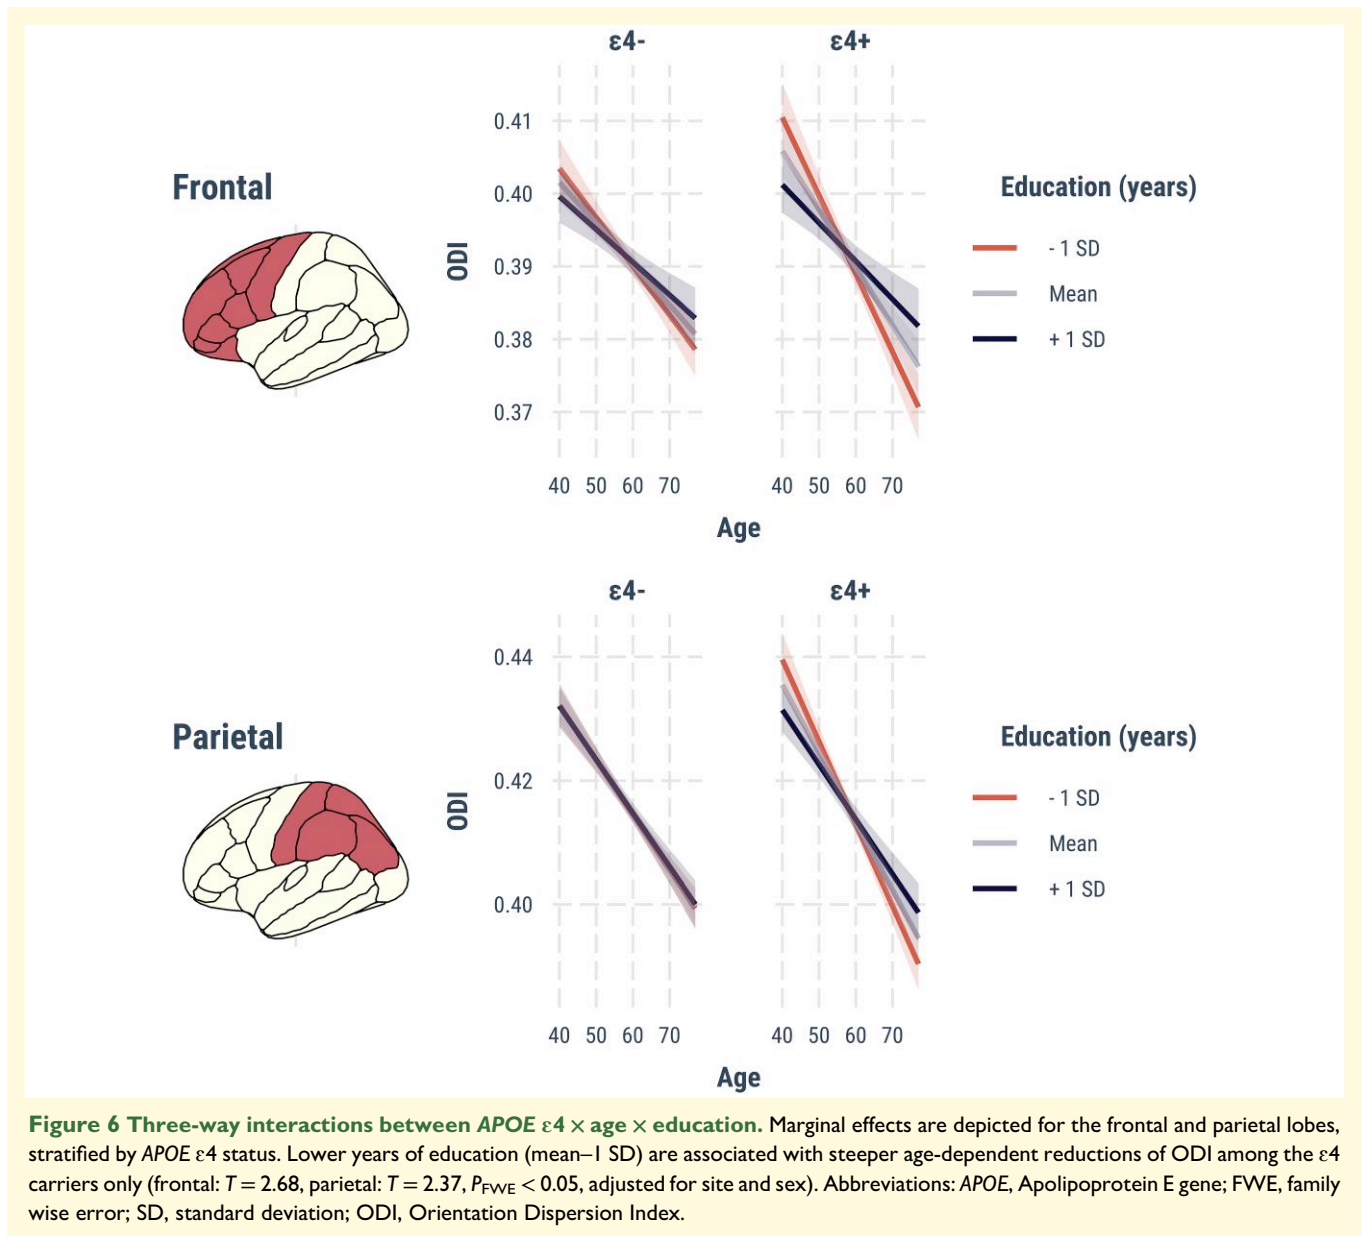 ε4-
ε4+
0.41
0.40
0.39
0.38
0.37
Frontal
ODI
Education (years)
- 1 SD
Mean
+ 1 SD
40 50 60 70
40 50 60 70
Age
ε4-
ε4+
0.44
0.42
0.40
Parietal
ODI
Education (years)
- 1 SD
Mean
+ 1 SD
40 50 60 70
40 50 60 70
Age
Figure 6 Three-way interactions between APOE ε4 × age × education. Marginal effects are depicted for the frontal and parietal lobes,
stratified by APOE ε4 status. Lower years of education (mean–1 SD) are associated with steeper age-dependent reductions of ODI among the ε4
carriers only (frontal: T = 2.68, parietal: T = 2.37, PFWE < 0.05, adjusted for site and sex). Abbreviations: APOE, Apolipoprotein E gene; FWE, family
wise error; SD, standard deviation; ODI, Orientation Dispersion Index.